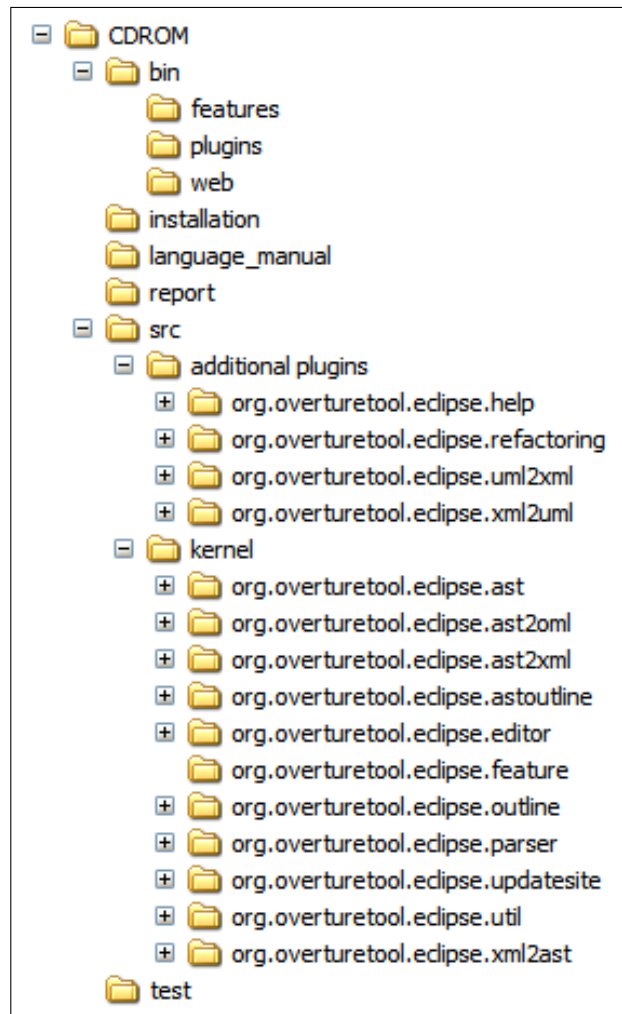 CDROM
bin
features
plugins
web
installation
language_manual
report
src
additional plugins
org.overturetool.eclipse.help
org.overturetool.eclipse.refactoring
org.overturetool.eclipse.uml2xml
org.overturetool.eclipse.xml2uml
kernel
org.overturetool.eclipse.ast
org.overturetool.eclipse.ast2oml
org.overturetool.eclipse.ast2xml
org.overturetool.eclipse.astoutline
org.overturetool.eclipse.editor
org.overturetool.eclipse.feature
org.overturetool.eclipse.outline
org.overturetool.eclipse.parser
org.overturetool.eclipse.updatesite
org.overturetool.eclipse.util
org.overturetool.eclipse.xml2ast
test